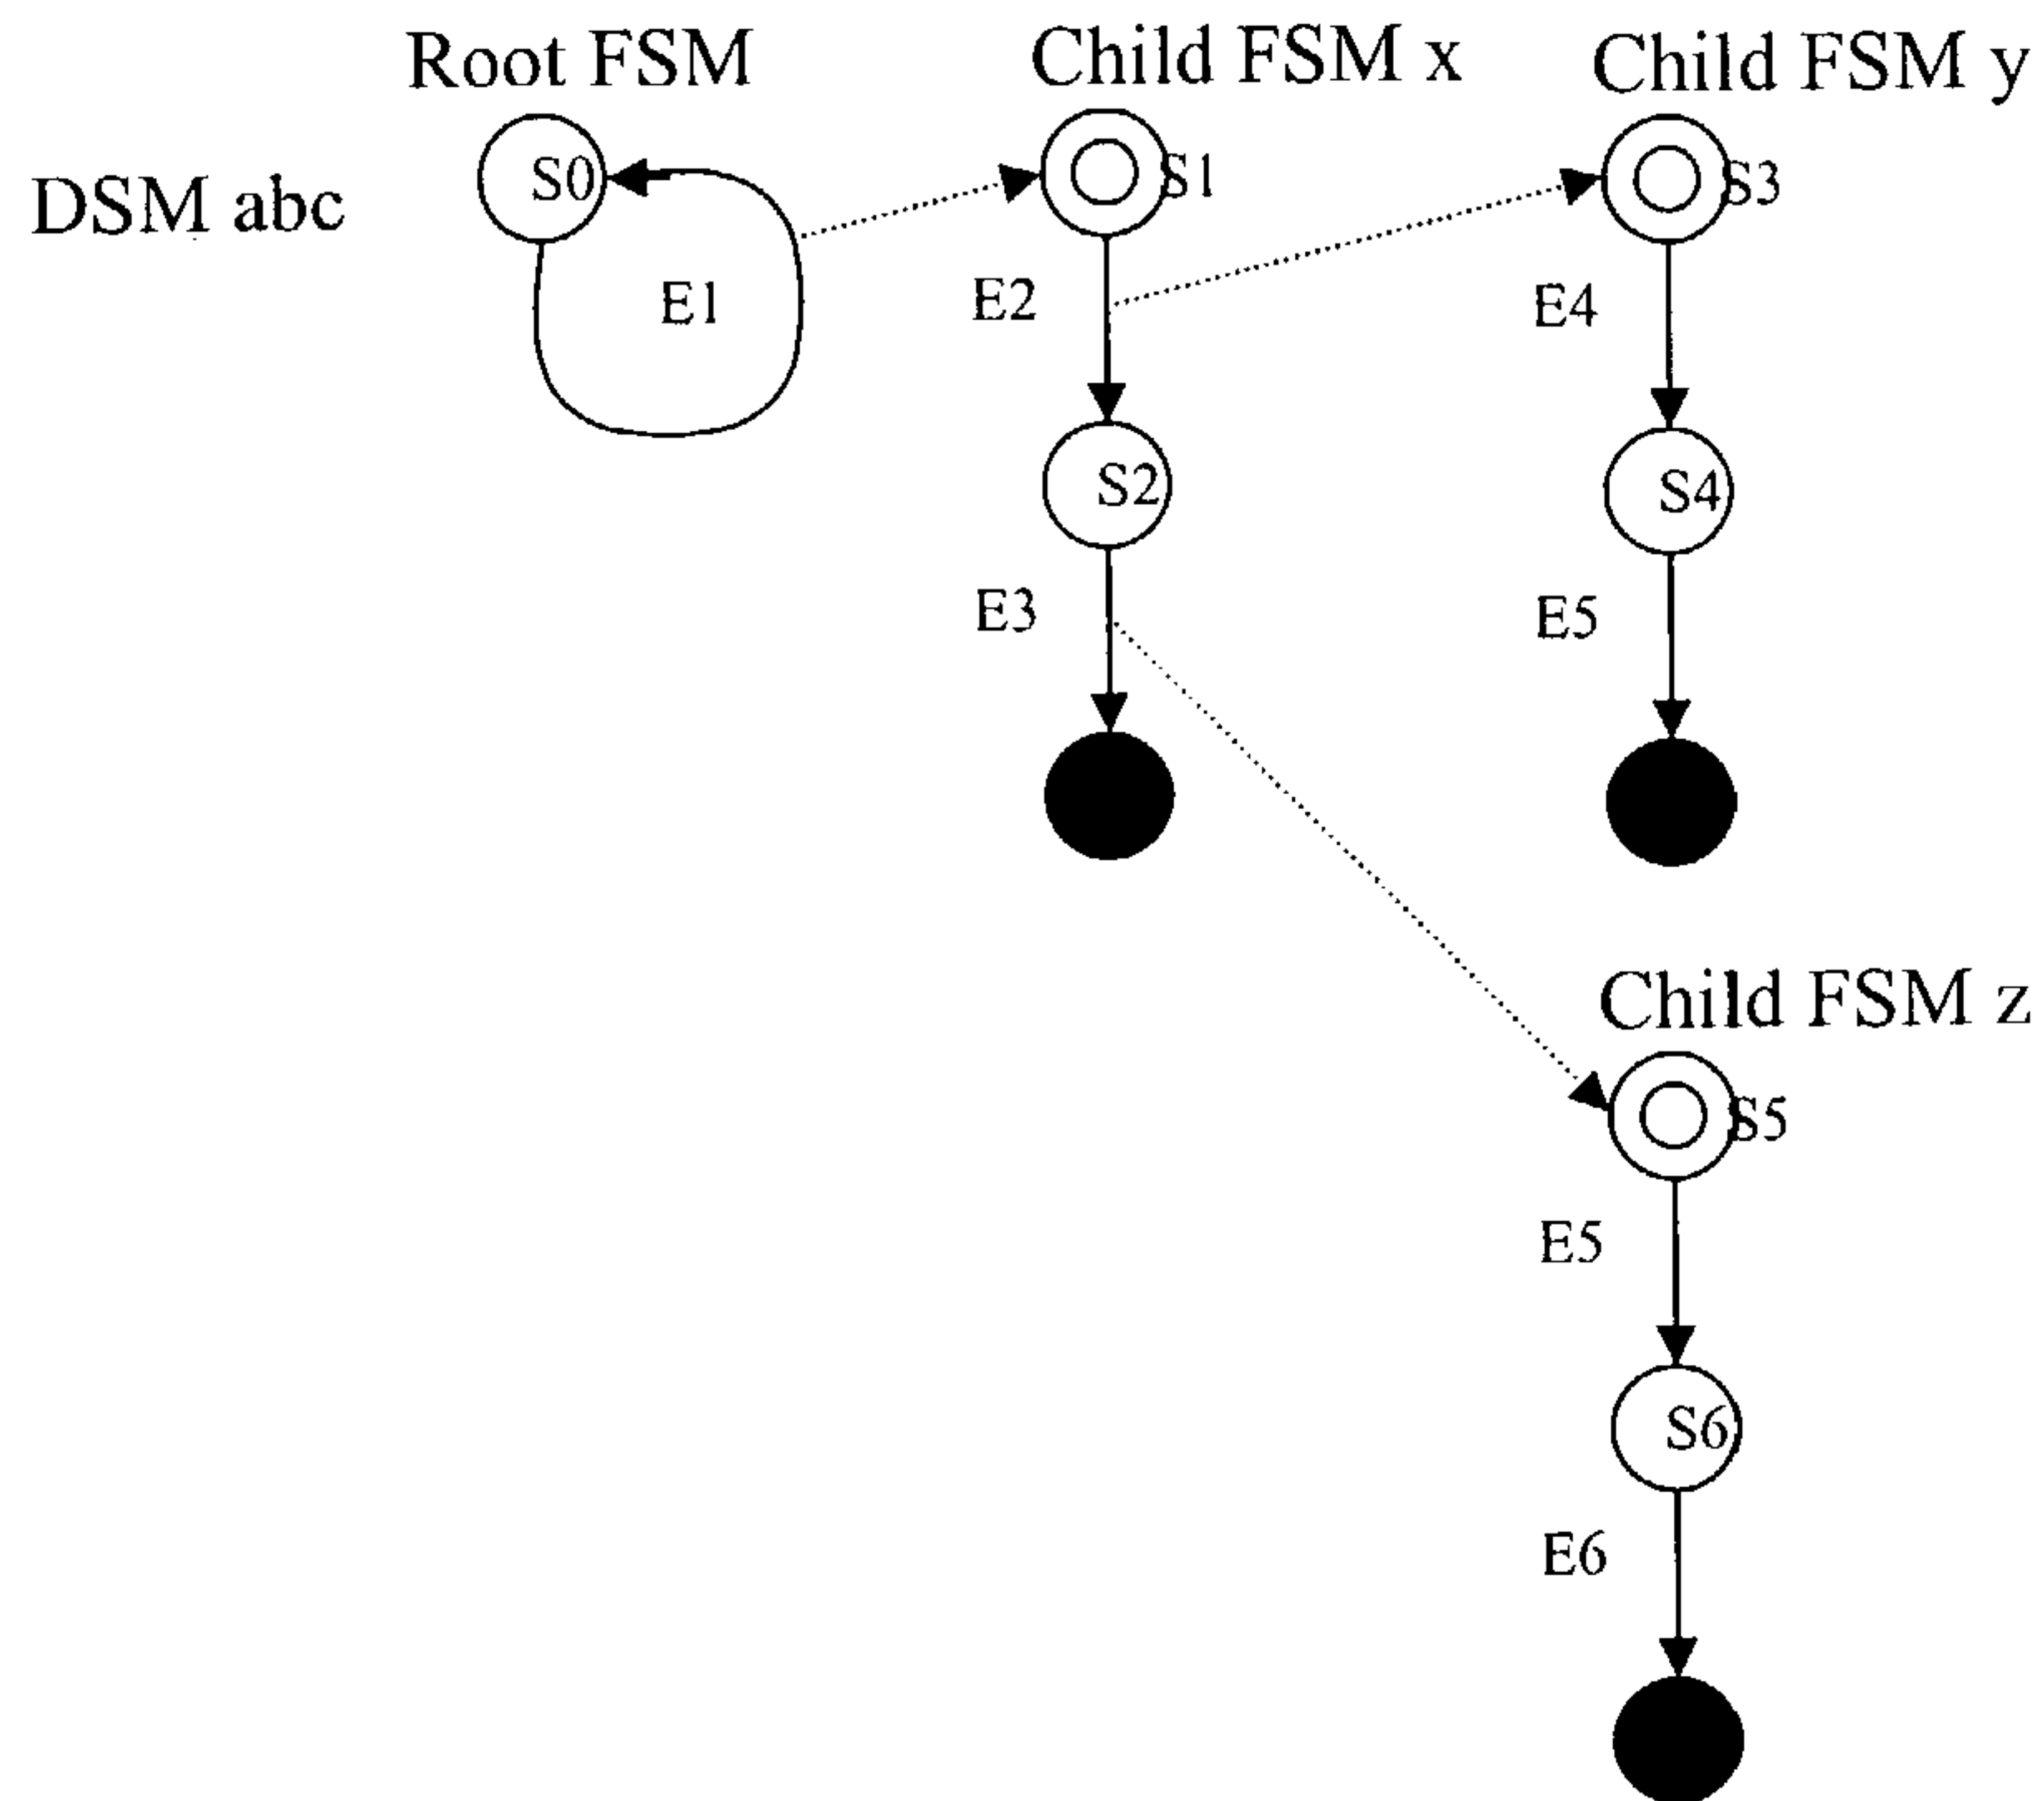 Root FSM
Child FSM x
Child FSM y
DSM abc
S0
S1
S3
E1
E2
E4
S2
S4
E3
E5
Child FSM z
S5
E5
S6
E6